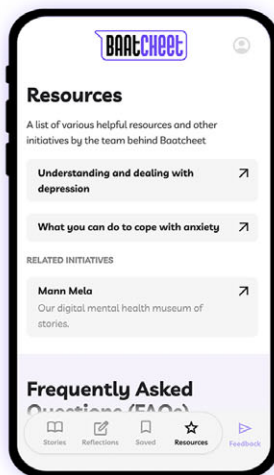 BAATCHEET
Resources
A list of various helpful resources and other
initiatives by the team behind Baatcheet
Understanding and dealing with
depression
What you can do to cope with anxiety
RELATED INITIATIVES
Mann Mela
Our digital mental health museum of
stories.
Frequently Asked
Questions (FAQs)
Stories Reflections Saved Resources Feedback